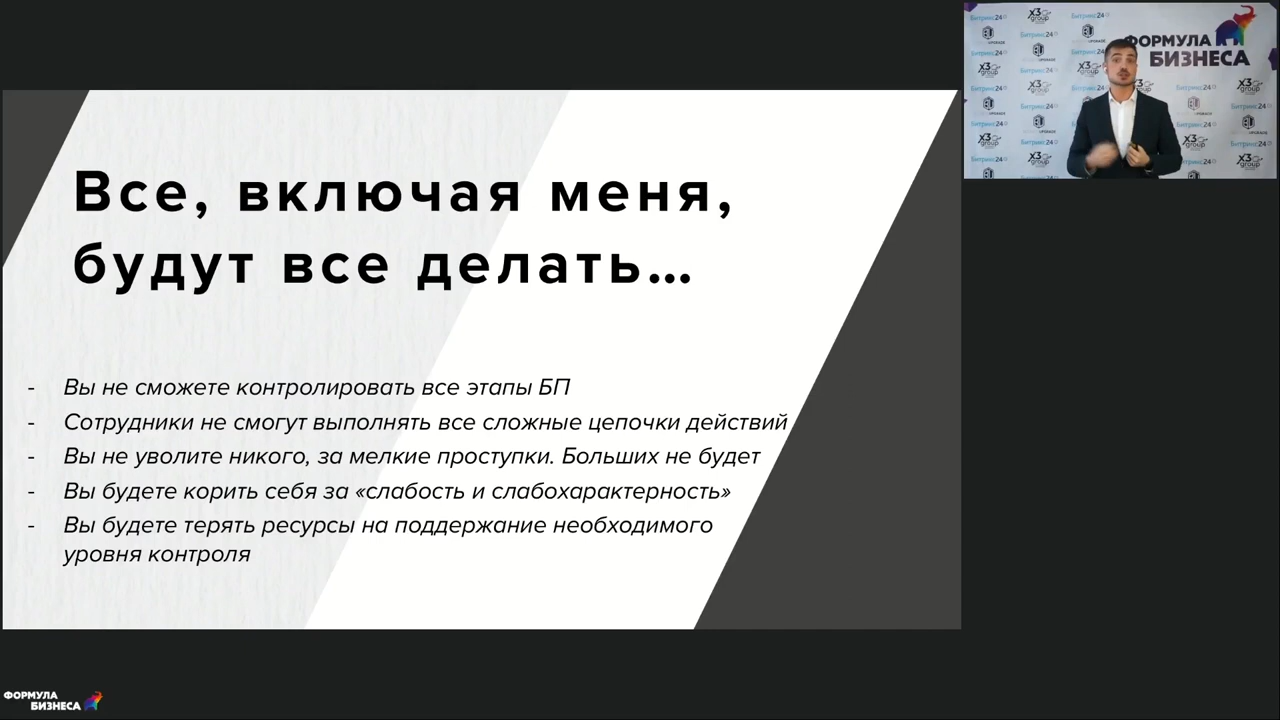 Все, включая меня,
будут все делать...
- Вы не сможете контролировать все этапы БП
- Сотрудники не смогут выполнять все сложные цепочки действий
- Вы не уволите никого, за мелкие проступки. Больших не будет
- Вы будете корить себя за «слабость и слабохарактерность»
- Вы будете терять ресурсы на поддержание необходимого
уровня контроля
ФОРМУЛА
БИЗНЕСА
Битрикс24
X3group
UPGRADE
ФОРМУЛА
БИЗНЕСА